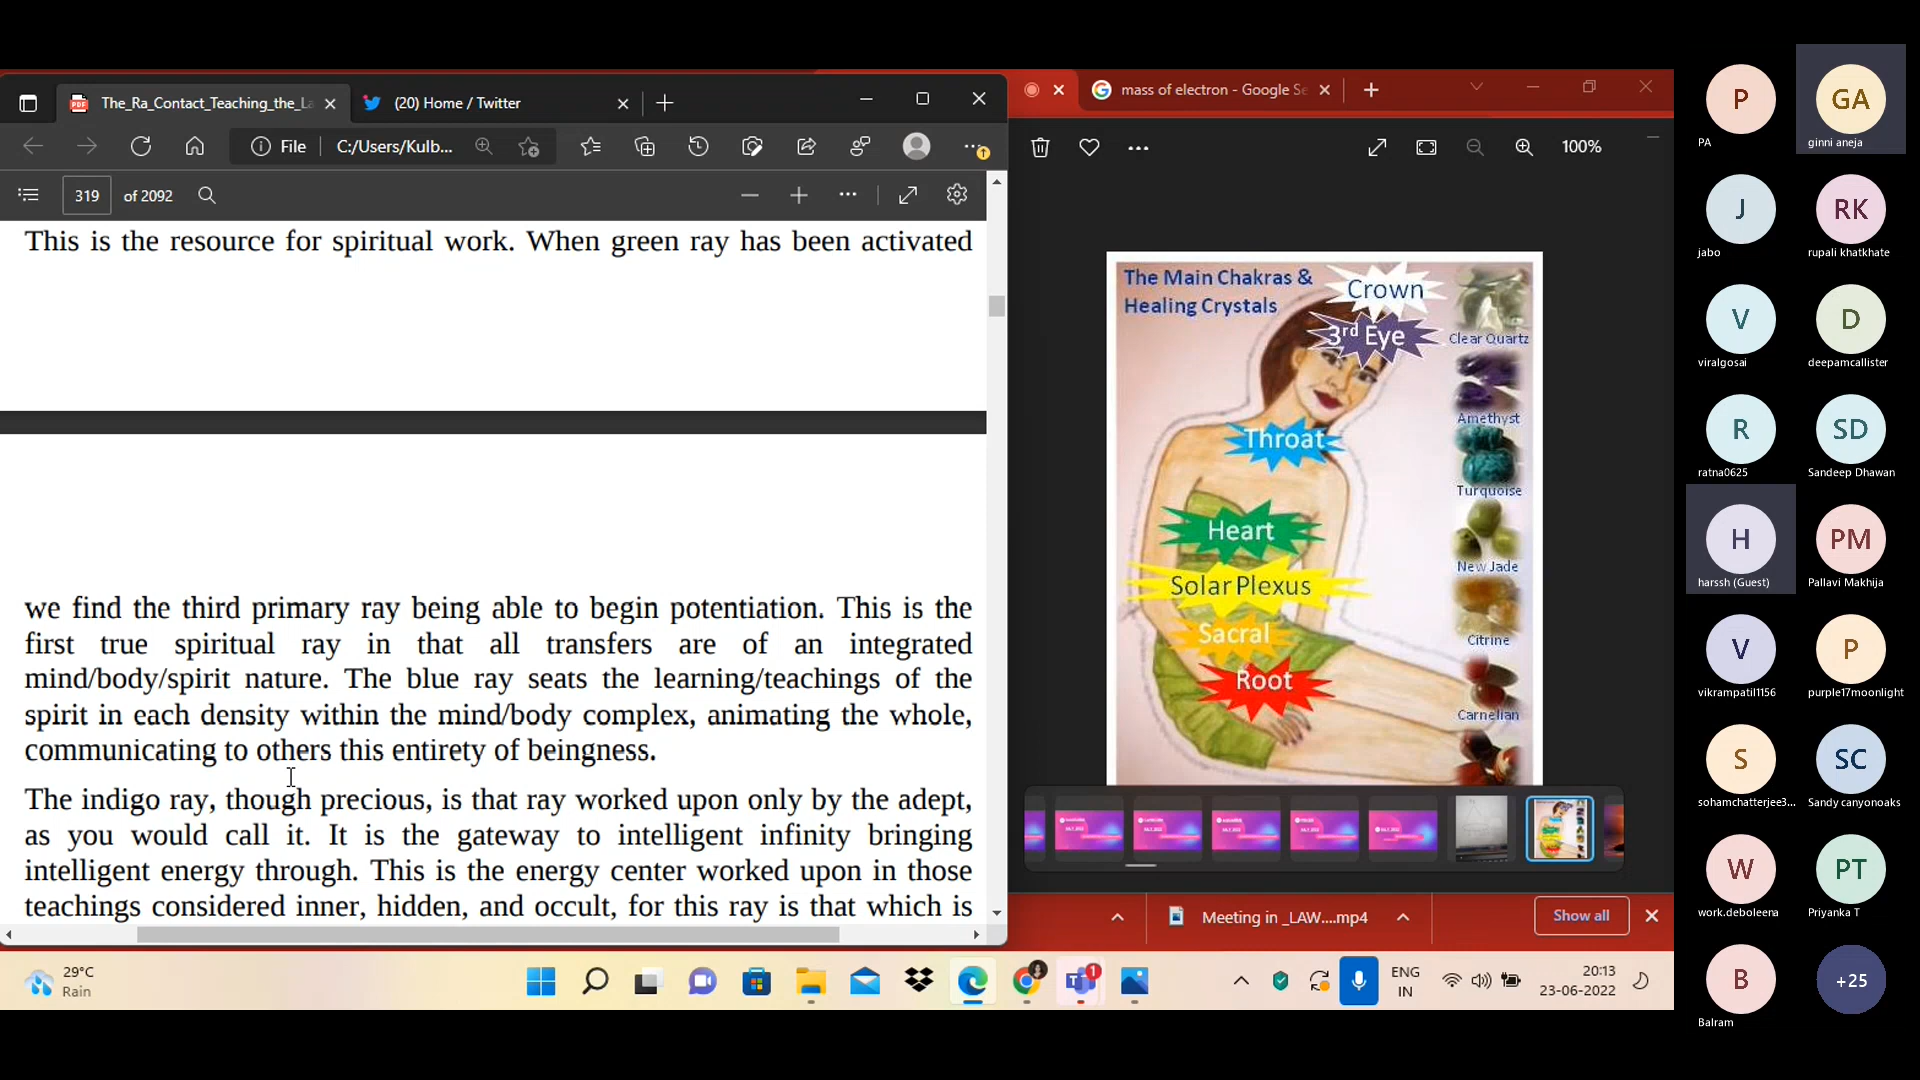 The_Ra_Contact_Teaching_the_La
(20) Home / Twitter
mass of electron - Google Se
File
C:/Users/Kulb...
100%
319
of 2092
This is the resource for spiritual work. When green ray has been activated
we find the third primary ray being able to begin potentiation. This is the
first true spiritual ray in that all transfers are of an integrated
mind/body/spirit nature. The blue ray seats the learning/teachings of the
spirit in each density within the mind/body complex, animating the whole,
communicating to others this entirety of beingness.
The indigo ray, though precious, is that ray worked upon only by the adept,
as you would call it. It is the gateway to intelligent infinity bringing
intelligent energy through. This is the energy center worked upon in those
teachings considered inner, hidden, and occult, for this ray is that which is
The Main Chakras &
Healing Crystals
Crown
3rd Eye
Throat
Heart
Solar Plexus
Sacral
Root
Clear Quartz
Amethyst
Turquoise
New Jade
Citrine
Carnelian
Meeting in _LAW....mp4
Show all
29°C
Rain
1
ENG
IN
20:13
23-06-2022
P
PA
GA
ginni aneja
J
jabo
RK
rupali khatkhate
V
viralgosai
D
deepamcallister
R
ratna0625
SD
Sandeep Dhawan
H
harssh (Guest)
PM
Pallavi Makhija
V
vikrampatil1156
P
purple17moonlight
S
sohamchatterjee3...
SC
Sandy canyonoaks
W
work.deboleena
PT
Priyanka T
B
Balram
+25